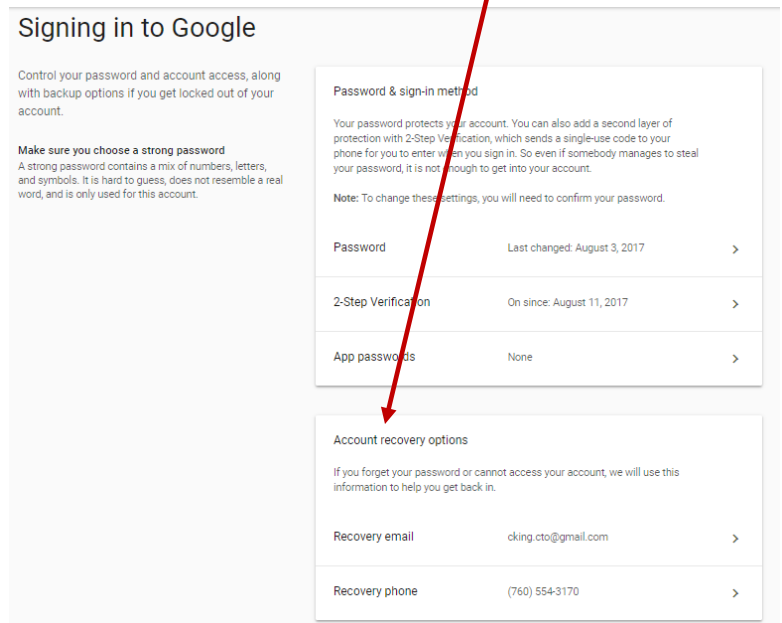 Signing in to Google
Control your password and account access, along
with backup options if you get locked out of your
account.
Make sure you choose a strong password
A strong password contains a mix of numbers, letters,
and symbols. It is hard to guess, does not resemble a real
word, and is only used for this account.
Password & sign-in method
Your password protects your account. You can also add a second layer of
protection with 2-Step Verification, which sends a single-use code to your
phone for you to enter when you sign in. So even if somebody manages to steal
your password, it is not enough to get into your account.
Note: To change these settings, you will need to confirm your password.
Password Last changed: August 3, 2017
2-Step Verification On since: August 11, 2017
App passwords None
Account recovery options
If you forget your password or cannot access your account, we will use this
information to help you get back in.
Recovery email cking.cto@gmail.com
Recovery phone (760) 554-3170